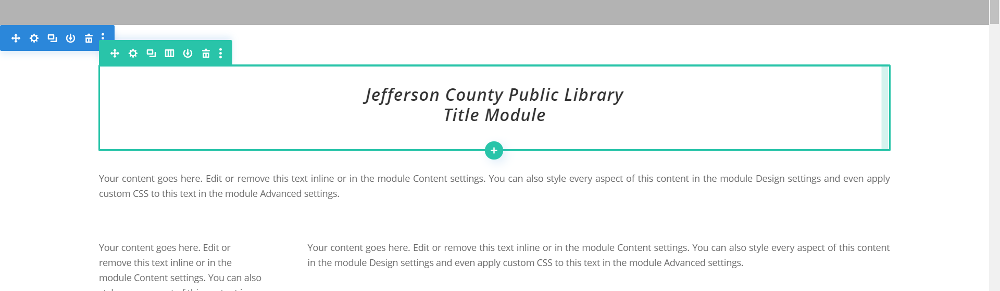 Jefferson County Public Library
Title Module
Your content goes here. Edit or remove this text inline or in the module Content settings. You can also style every aspect of this content in the module Design settings and even apply
custom CSS to this text in the module Advanced settings.
Your content goes here. Edit or
remove this text inline or in the
module Content settings. You can also
Your content goes here. Edit or remove this text inline or in the module Content settings. You can also style every aspect of this content
in the module Design settings and even apply custom CSS to this text in the module Advanced settings.